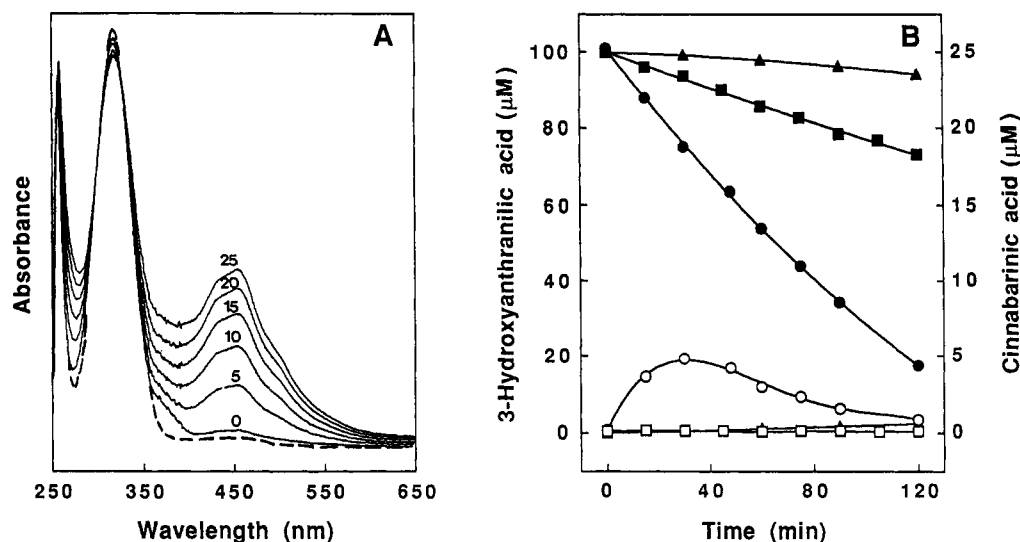 A
Absorbance
25
20
15
10
5
0
250 350 450 550 650
Wavelength (nm)
B
3-Hydroxyanthranilic acid (μM)
100
80
60
40
20
0
Cinnabarinic acid (μM)
25
20
15
10
5
0
0 40 80 120
Time (min)